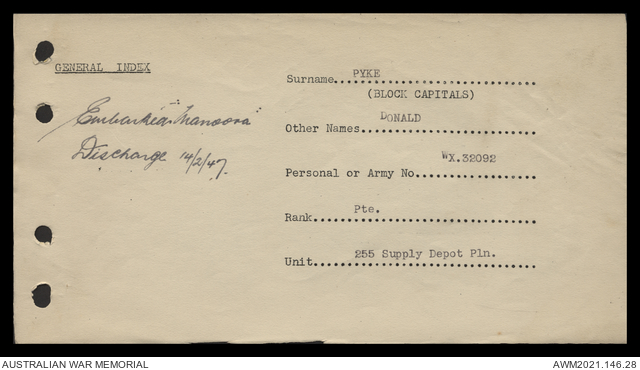 GENERAL INDEX
Embarked "Manoora"
Discharge 14/2/47.
Surname PYKE
(BLOCK CAPITALS)
Other Names DONALD
Personal or Army No. WX.32092
Rank Pte.
Unit 255 Supply Depot Pln.
AUSTRALIAN WAR MEMORIAL
AWM2021.146.28